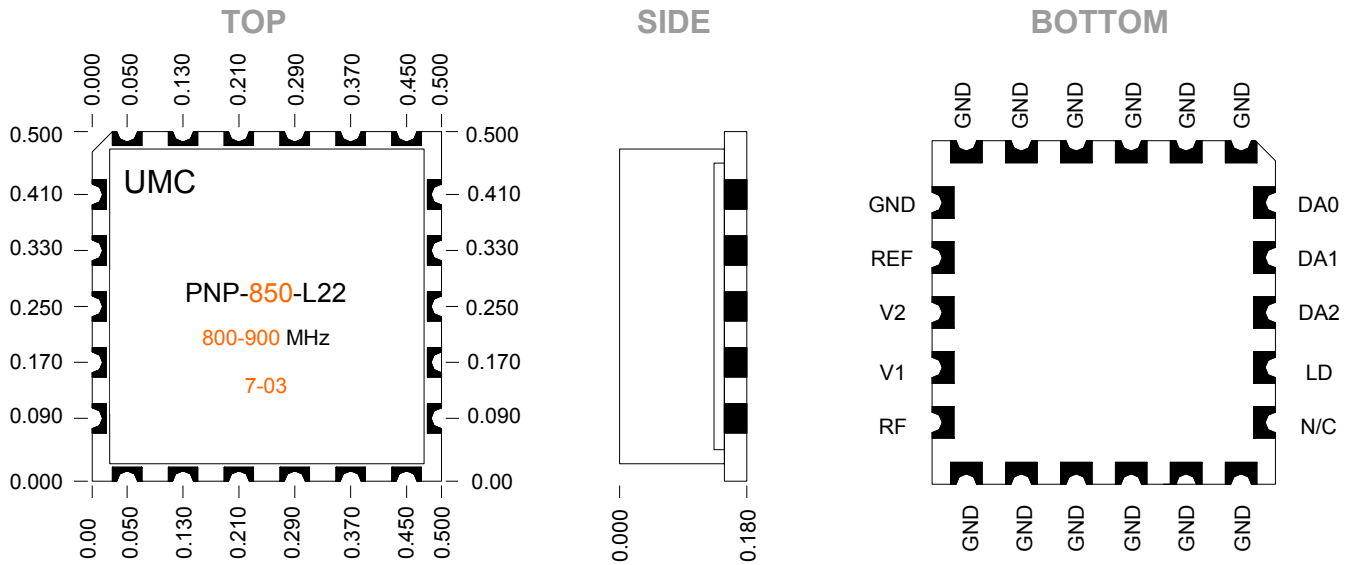 TOP
SIDE
BOTTOM
0.000
0.050
0.130
0.210
0.290
0.370
0.450
0.500
0.500
0.410
0.330
0.250
0.170
0.090
0.000
UMC
PNP-850-L22
800-900 MHz
7-03
0.500
0.410
0.330
0.250
0.170
0.090
0.00
0.00
0.050
0.130
0.210
0.290
0.370
0.450
0.500
0.000
0.180
GND
GND
GND
GND
GND
GND
GND
REF
V2
V1
RF
DA0
DA1
DA2
LD
N/C
GND
GND
GND
GND
GND
GND